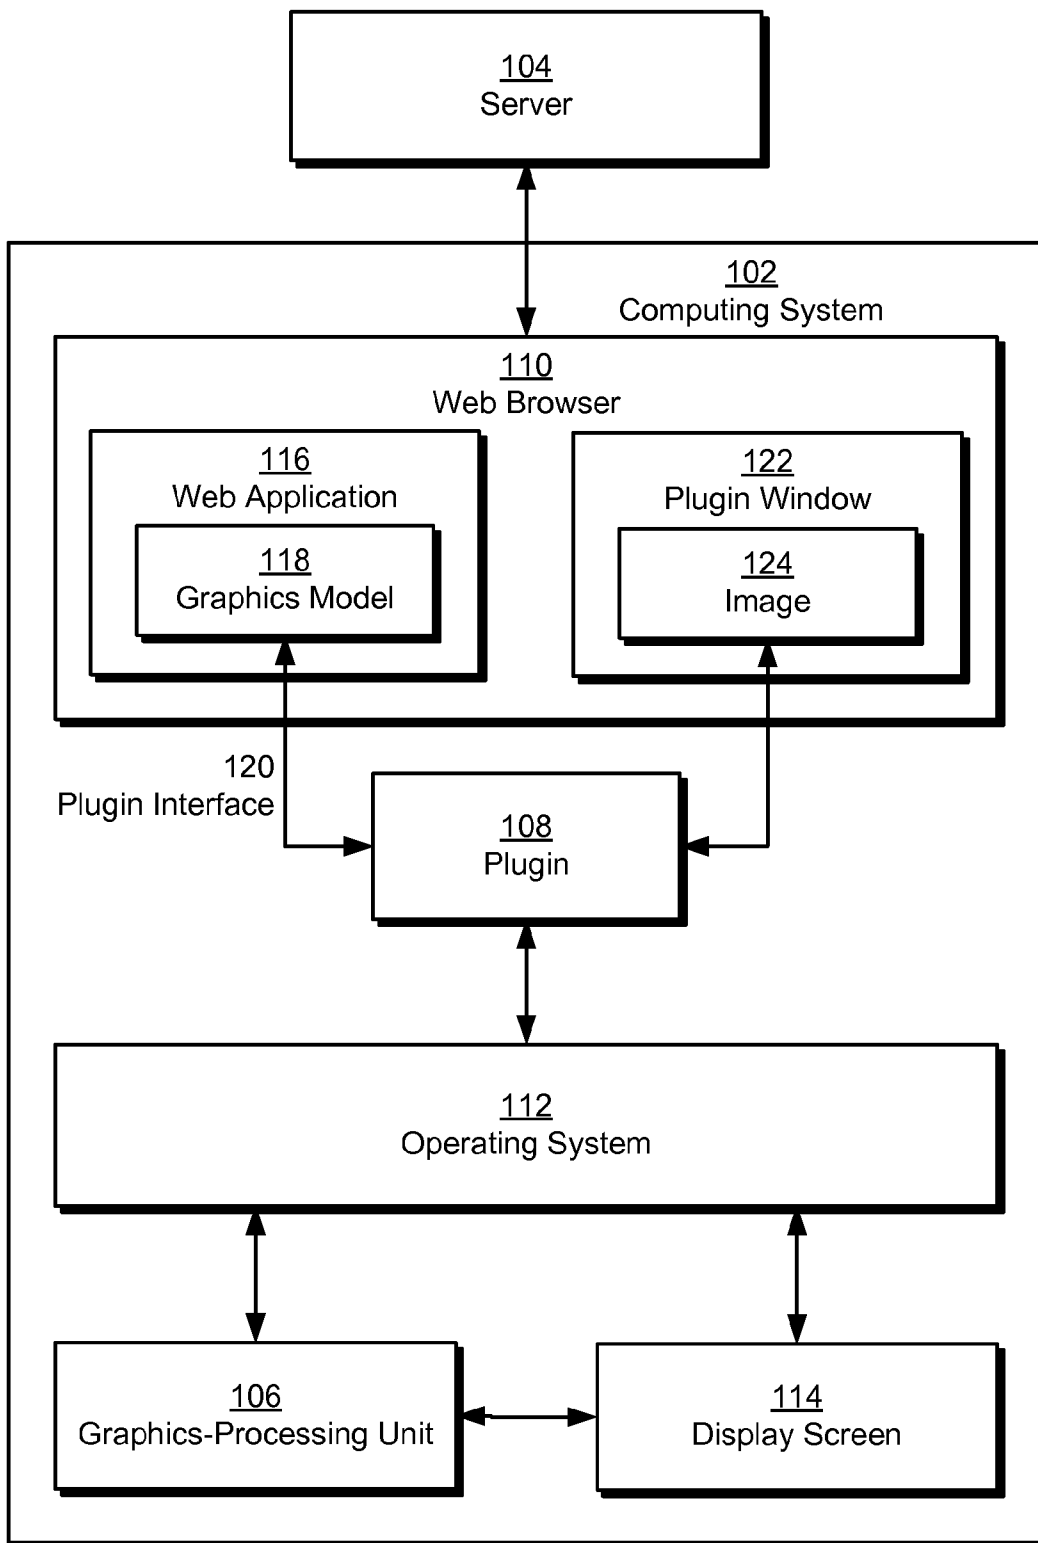 104
Server
102
Computing System
110
Web Browser
116
Web Application
118
Graphics Model
122
Plugin Window
124
Image
120
Plugin Interface
108
Plugin
112
Operating System
106
Graphics-Processing Unit
114
Display Screen